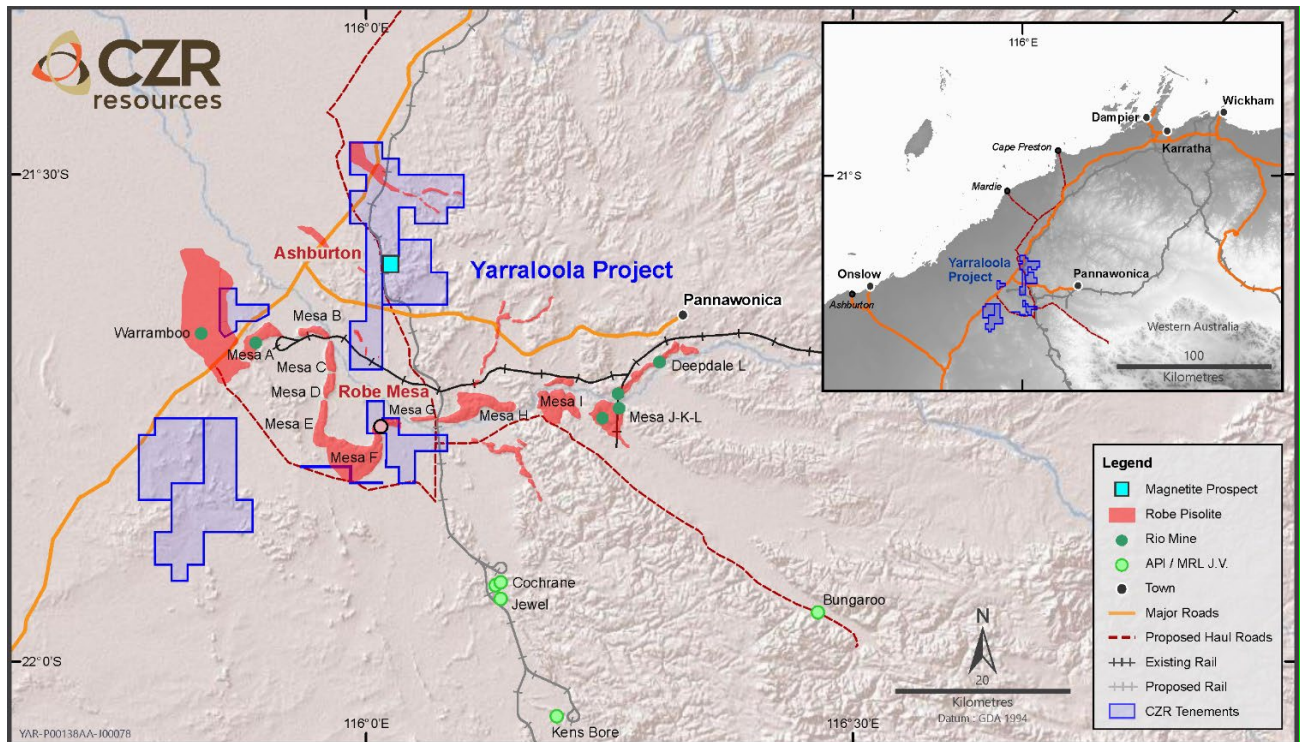 CZR
resources
116°0'E
21°30'S
Ashburton
Yarraloola Project
Pannawonica
Warramboo
Mesa B
Mesa A
Mesa C
Deepdale L
Mesa D
Robe Mesa
Mesa G
Mesa H
Mesa I
Mesa J-K-L
Mesa E
Mesa F
Cochrane
Jewel
Bungaroo
22°0'S
Kens Bore
116°0'E
116°30'E
N
20
Kilometres
Datum : GDA 1994
YAR-P00138AA-I00078
116°E
Wickham
Dampier
Karratha
Cape Preston
21°S
Mardie
Yarraloola
Project
Onslow
Pannawonica
Ashburton
Western Australia
100
Kilometres
Legend
Magnetite Prospect
Robe Pisolite
Rio Mine
API / MRL J.V.
Town
Major Roads
Proposed Haul Roads
Existing Rail
Proposed Rail
CZR Tenements